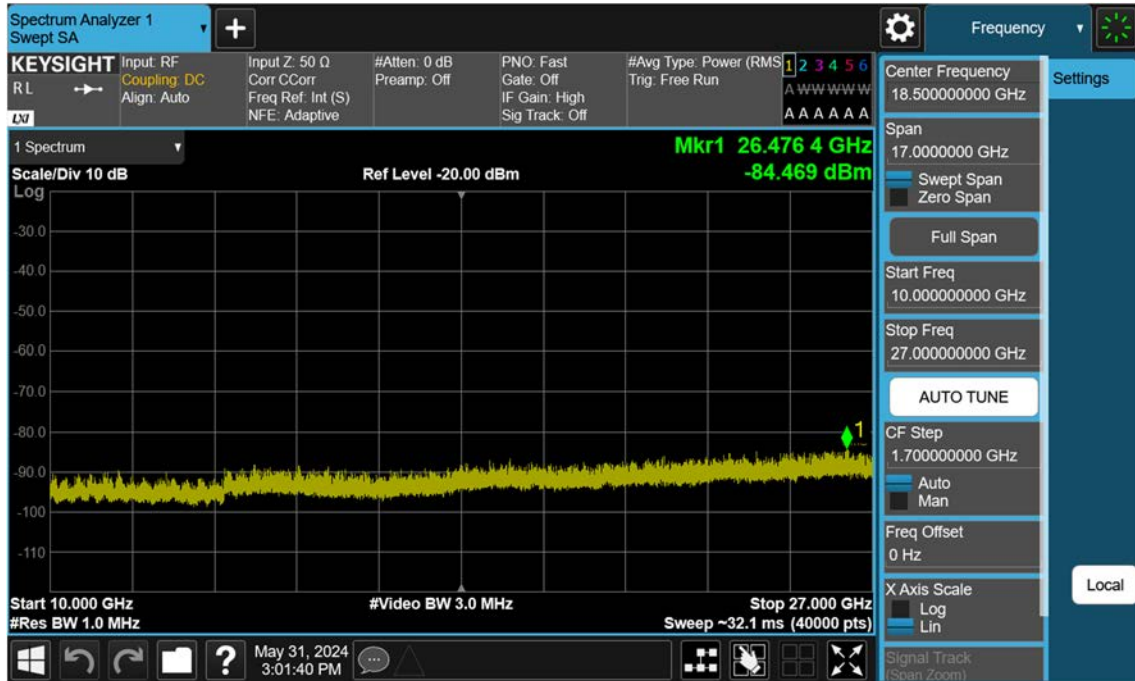 Spectrum Analyzer 1
Swept SA
+
Frequency
KEYSIGHT
RL
LXI
Input: RF
Coupling: DC
Align: Auto
Input Z: 50 Ω
Corr CCorr
Freq Ref: Int (S)
NFE: Adaptive
#Atten: 0 dB
Preamp: Off
PNO: Fast
Gate: Off
IF Gain: High
Sig Track: Off
#Avg Type: Power (RMS
Trig: Free Run
1 2 3 4 5 6
A W W W W W
A A A A A A
1 Spectrum
Mkr1 26.476 4 GHz
-84.469 dBm
Scale/Div 10 dB
Ref Level -20.00 dBm
Log
-30.0
-40.0
-50.0
-60.0
-70.0
-80.0
-90.0
-100
-110
1
Start 10.000 GHz
#Video BW 3.0 MHz
Stop 27.000 GHz
#Res BW 1.0 MHz
Sweep ~32.1 ms (40000 pts)
Center Frequency
18.500000000 GHz
Settings
Span
17.0000000 GHz
Swept Span
Zero Span
Full Span
Start Freq
10.000000000 GHz
Stop Freq
27.000000000 GHz
AUTO TUNE
CF Step
1.700000000 GHz
Auto
Man
Freq Offset
0 Hz
X Axis Scale
Log
Lin
Local
Signal Track
(Span Zoom)
?
May 31, 2024
3:01:40 PM